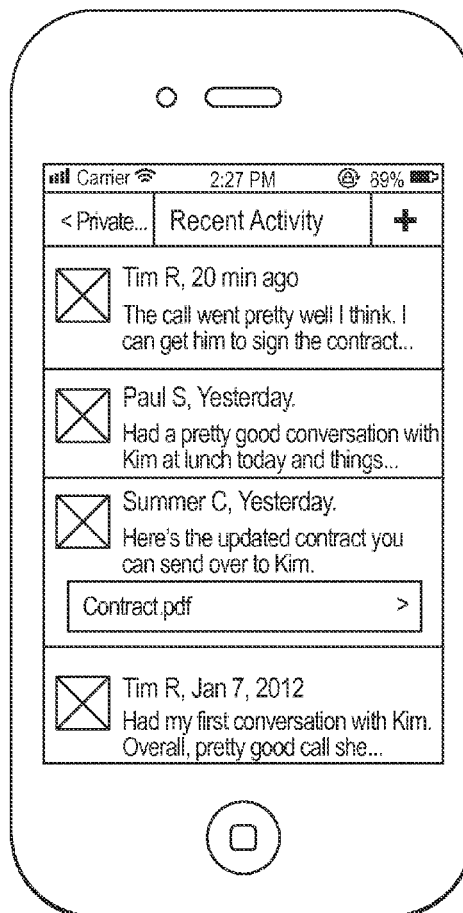 Carrier 2:27 PM 89%
< Private... Recent Activity +
Tim R, 20 min ago
The call went pretty well I think. I
can get him to sign the contract...
Paul S, Yesterday.
Had a pretty good conversation with
Kim at lunch today and things...
Summer C, Yesterday.
Here's the updated contract you
can send over to Kim.
Contract.pdf >
Tim R, Jan 7, 2012
Had my first conversation with Kim.
Overall, pretty good call she...